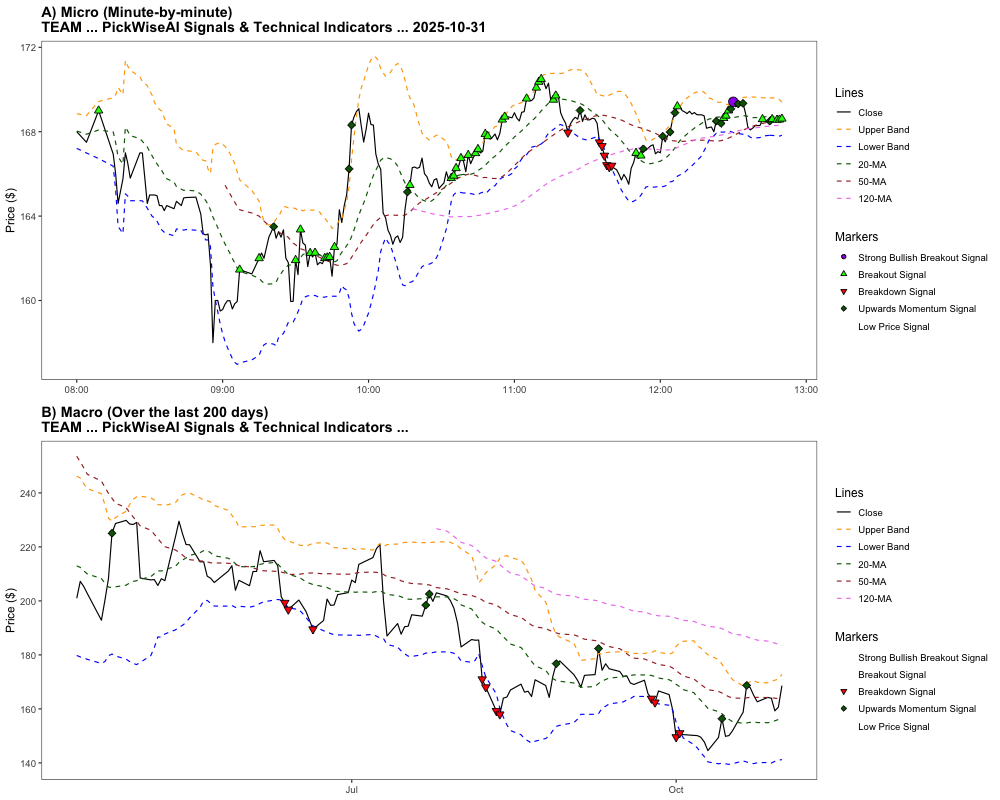 A) Micro (Minute-by-minute)
TEAM ... PickWiseAI Signals & Technical Indicators ... 2025-10-31
172
168
164
160
Price ($)
08:00
09:00
10:00
11:00
12:00
13:00
Lines
Close
Upper Band
Lower Band
20-MA
50-MA
120-MA
Markers
Strong Bullish Breakout Signal
Breakout Signal
Breakdown Signal
Upwards Momentum Signal
Low Price Signal
B) Macro (Over the last 200 days)
TEAM ... PickWiseAI Signals & Technical Indicators ...
240
220
200
180
160
140
Price ($)
Jul
Oct
Lines
Close
Upper Band
Lower Band
20-MA
50-MA
120-MA
Markers
Strong Bullish Breakout Signal
Breakout Signal
Breakdown Signal
Upwards Momentum Signal
Low Price Signal